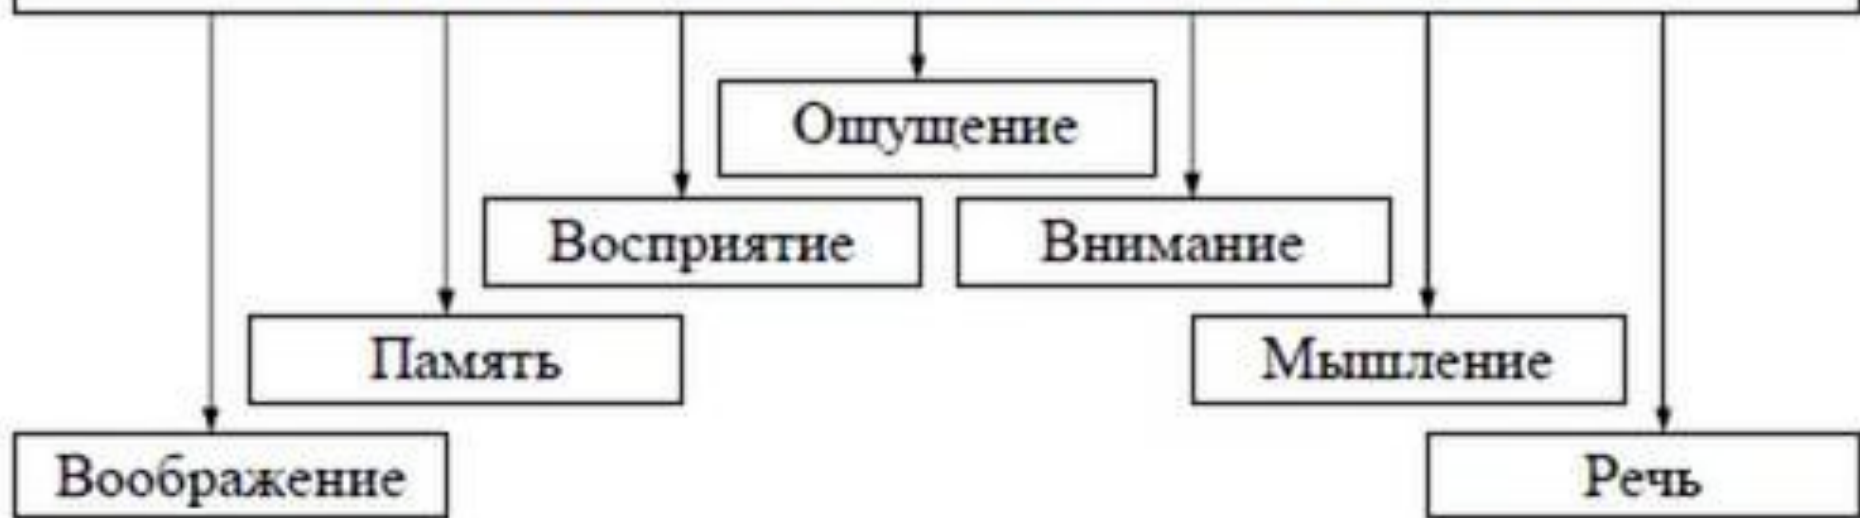 Ощущение
Восприятие
Внимание
Память
Мышление
Воображение
Речь